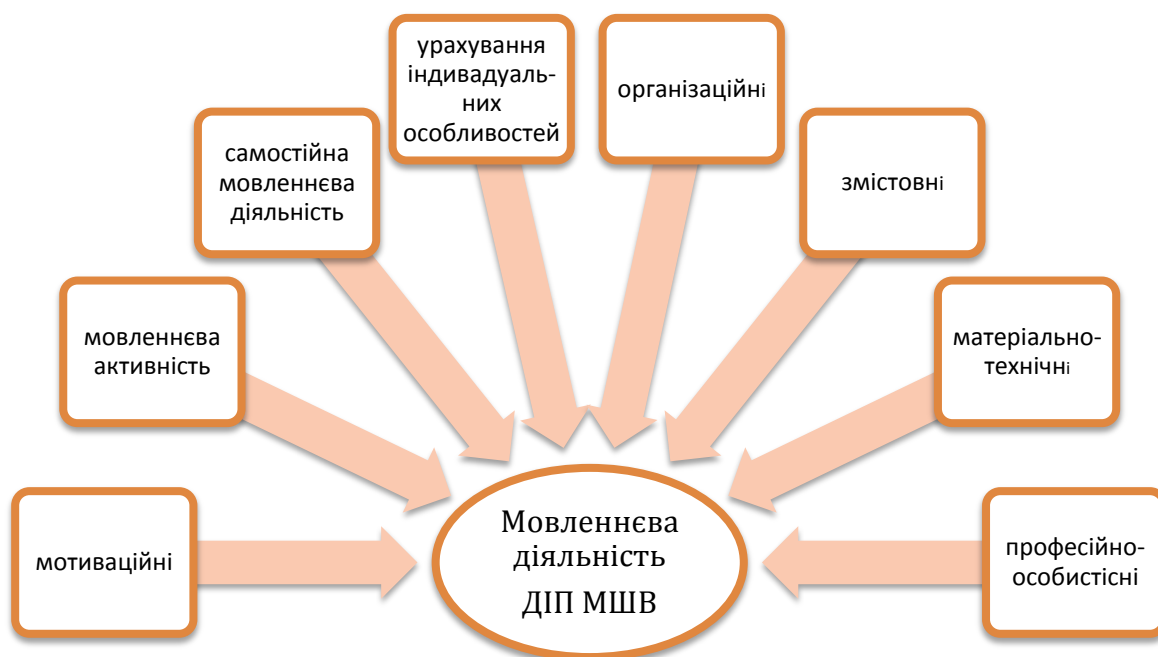 урахування
індивадуаль-
них
особливостей
організаційні
самостійна
мовленнєва
діяльність
змістовні
мовленнєва
активність
матеріально-
технічні
мотиваційні
Мовленнєва
діяльність
ДІП МШВ
професійно-
особистісні